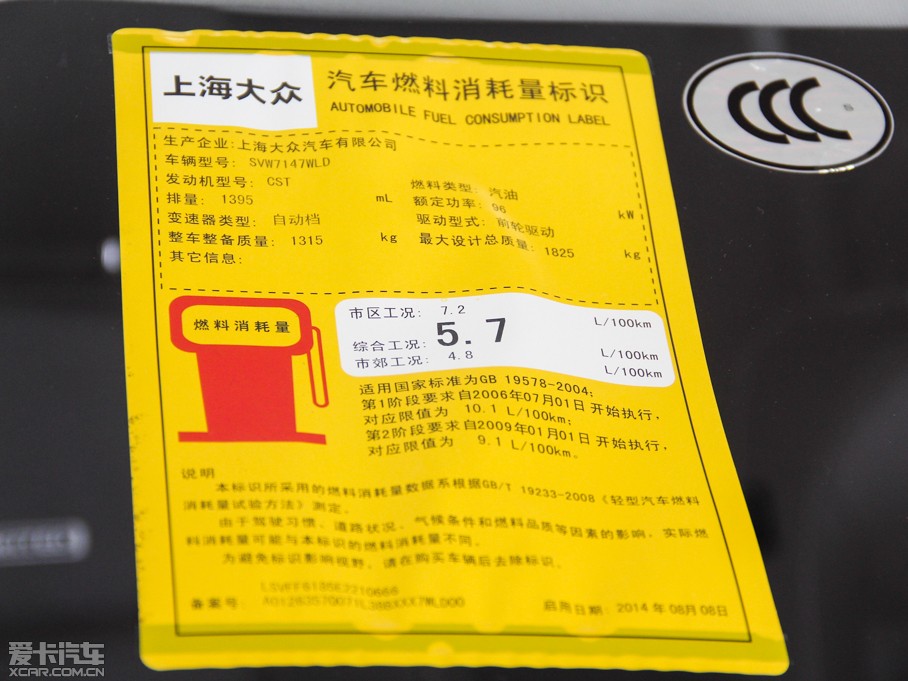 上海大众
汽车燃料消耗量标识
AUTOMOBILE FUEL CONSUMPTION LABEL
CCC S
生产企业:上海大众汽车有限公司
车辆型号: SVW7147WLD
发动机型号: CST 燃料类型: 汽油
排量: 1395 mL 额定功率: 96 kW
变速器类型: 自动档 驱动型式: 前轮驱动
整车整备质量: 1315 kg 最大设计总质量: 1825 kg
其它信息:
燃料消耗量
市区工况: 7.2 L/100km
综合工况: 5.7 L/100km
市郊工况: 4.8 L/100km
适用国家标准为GB 19578-2004;
第1阶段要求自2006年07月01日 开始执行,
对应限值为 10.1 L/100km;
第2阶段要求自2009年01月01日 开始执行,
对应限值为 9.1 L/100km。
说明
本标识所采用的燃料消耗量数据系根据GB/T 19233-2008《轻型汽车燃料
消耗量试验方法》测定。
由于驾驶习惯、道路状况、气候条件和燃料品质等因素的影响，实际燃
料消耗量可能与本标识的燃料消耗量不同。
为避免标识影响视野，请在购买车辆后去除标识。
备案号:
启用日期: 2014年08月08日
爱卡汽车
XCAR.COM.CN